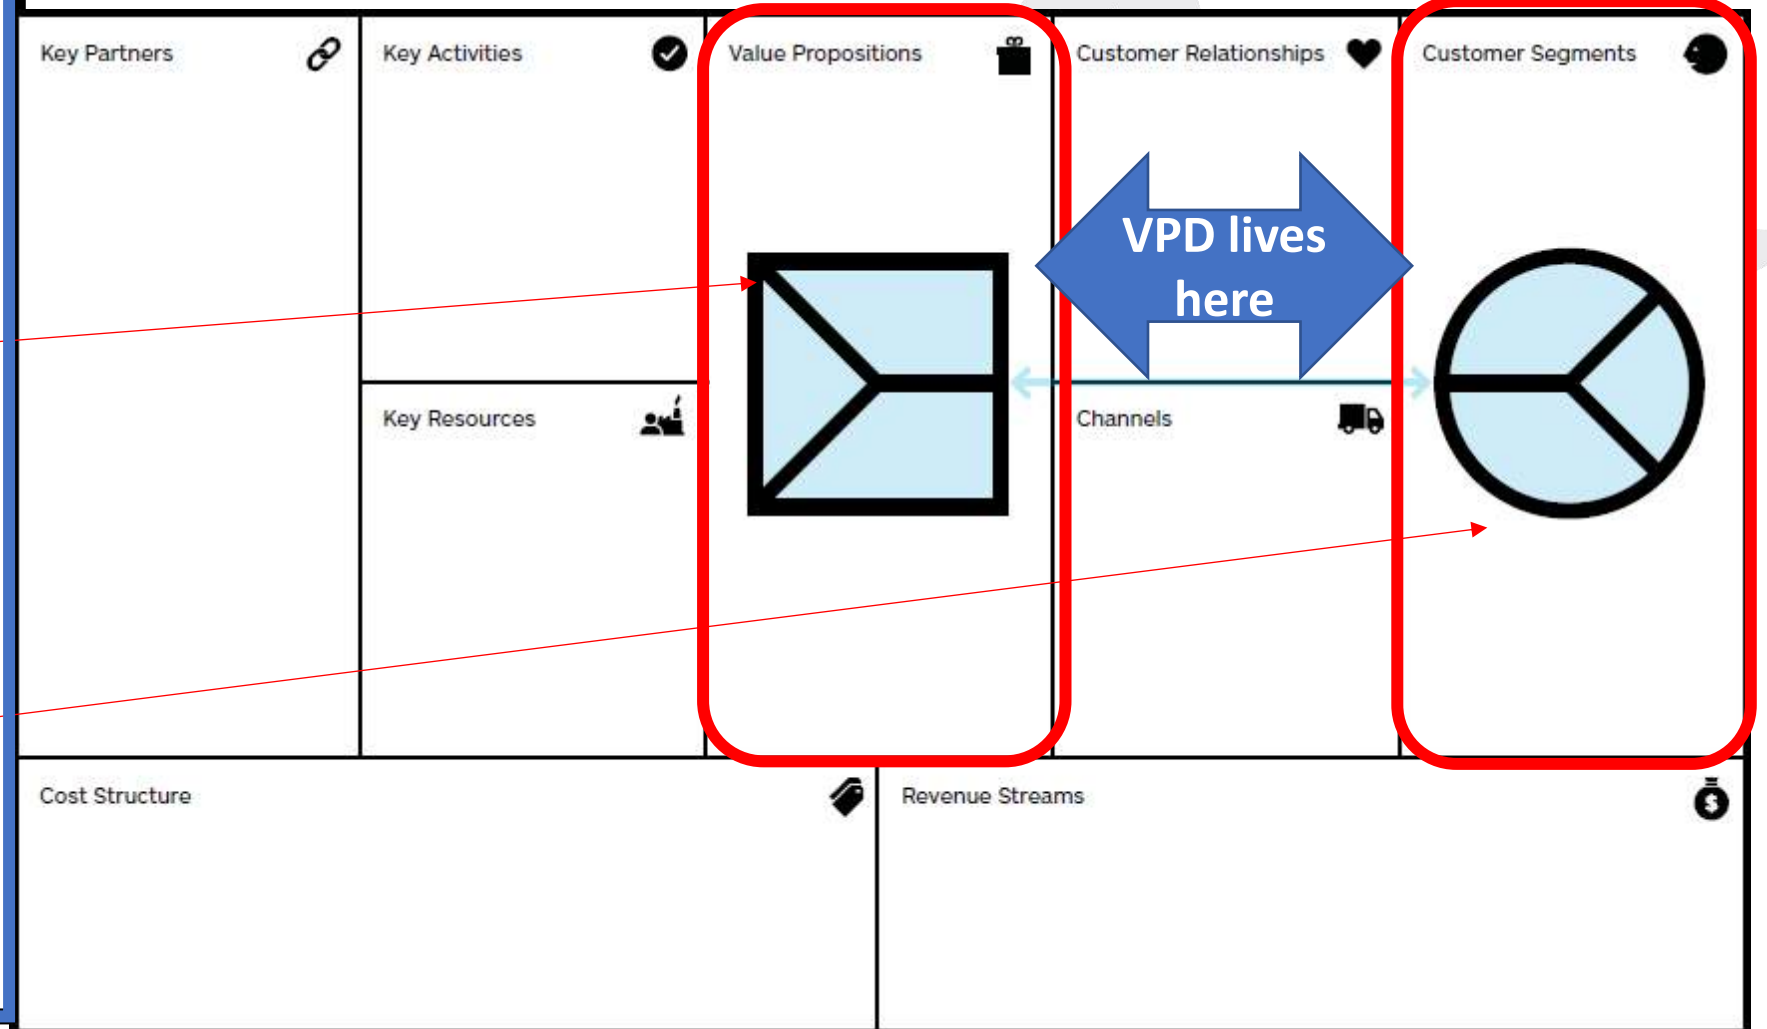 Key Partners
Key Activities
Value Propositions
Customer Relationships
Customer Segments
VPD lives
here
Key Resources
Channels
Cost Structure
Revenue Streams
$